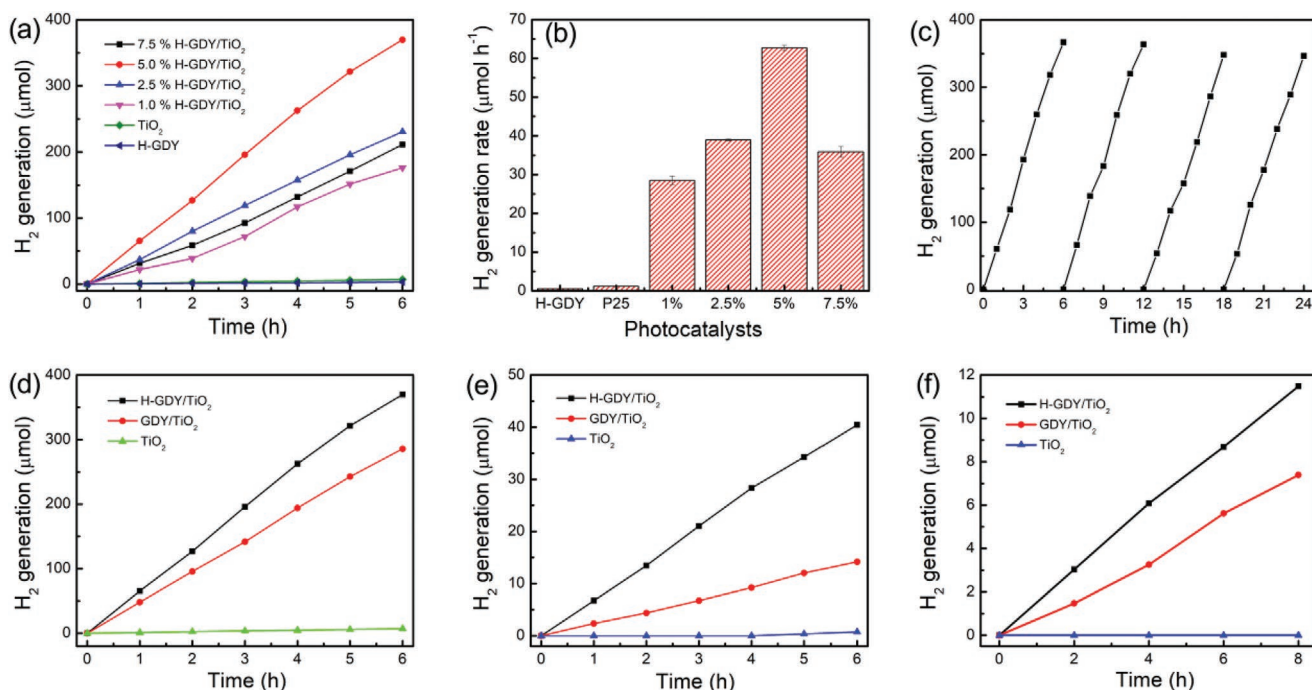 (a)
H₂ generation (μmol)
400
300
200
100
0
7.5 % H-GDY/TiO₂
5.0 % H-GDY/TiO₂
2.5 % H-GDY/TiO₂
1.0 % H-GDY/TiO₂
TiO₂
H-GDY
0 1 2 3 4 5 6
Time (h)
(b)
H₂ generation rate (μmol h⁻¹)
70
60
50
40
30
20
10
0
H-GDY P25 1% 2.5% 5% 7.5%
Photocatalysts
(c)
H₂ generation (μmol)
400
300
200
100
0
0 3 6 9 12 15 18 21 24
Time (h)
(d)
H₂ generation (μmol)
400
300
200
100
0
H-GDY/TiO₂
GDY/TiO₂
TiO₂
0 1 2 3 4 5 6
Time (h)
(e)
H₂ generation (μmol)
50
40
30
20
10
0
H-GDY/TiO₂
GDY/TiO₂
TiO₂
0 1 2 3 4 5 6
Time (h)
(f)
H₂ generation (μmol)
12
10
8
6
4
2
0
H-GDY/TiO₂
GDY/TiO₂
TiO₂
0 2 4 6 8
Time (h)